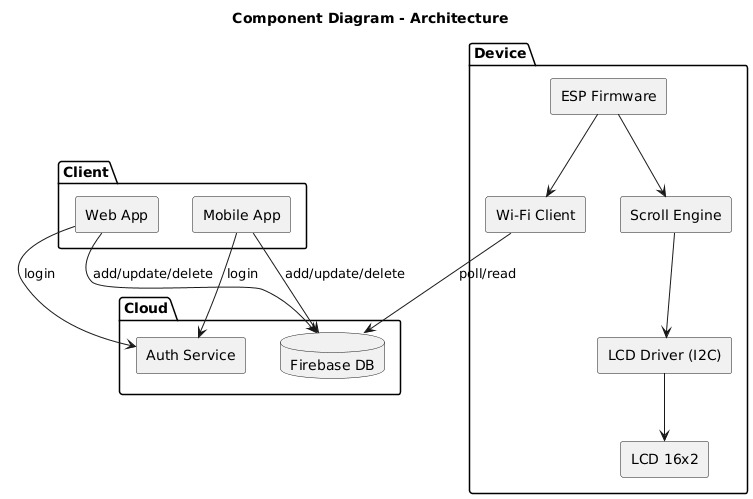 Component Diagram - Architecture
Device
ESP Firmware
Client
Web App
Mobile App
Wi-Fi Client
Scroll Engine
login
add/update/delete
login
add/update/delete
poll/read
Cloud
Auth Service
Firebase DB
LCD Driver (I2C)
LCD 16x2